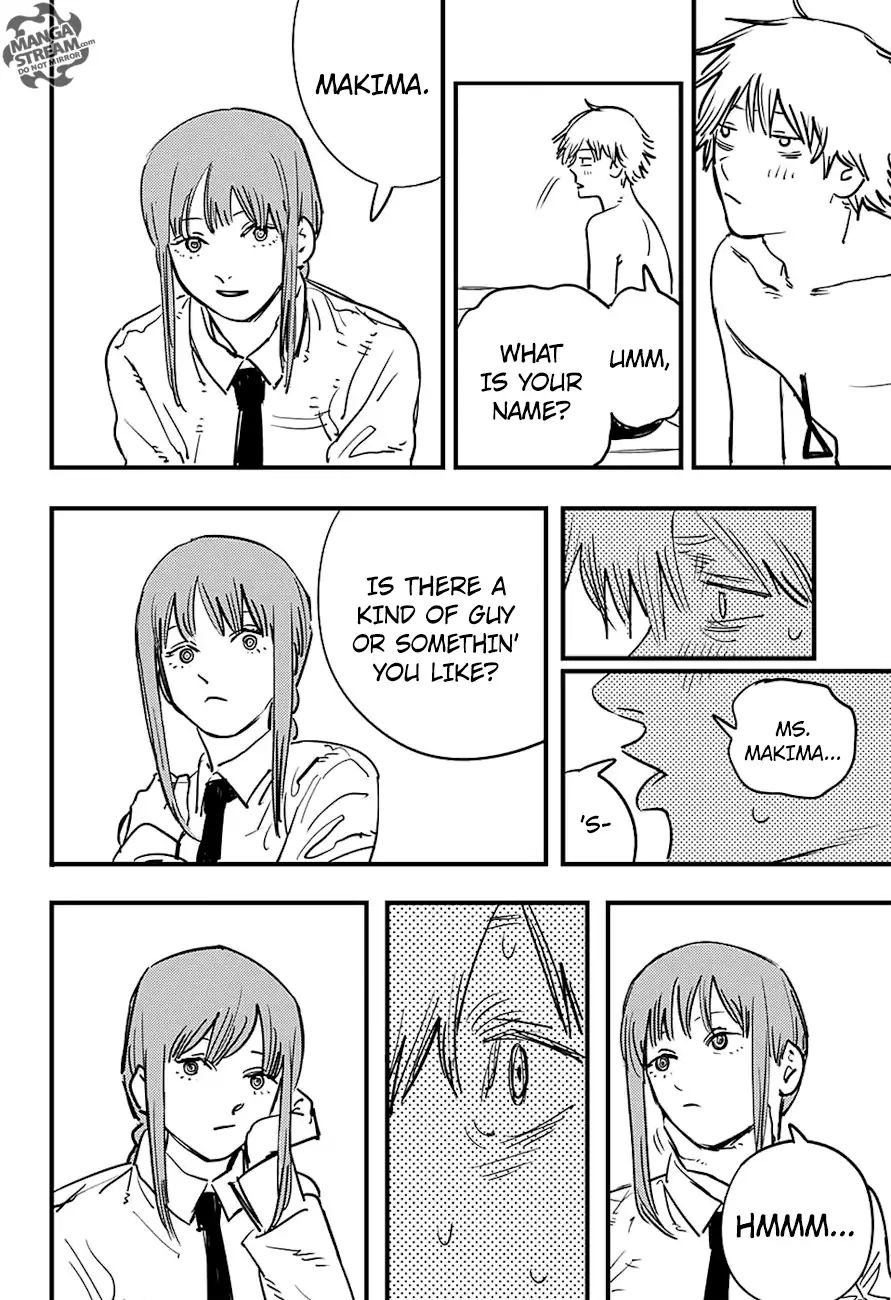 MANGA
STREAM.com
DO NOT MIRROR
UMM,
WHAT
IS YOUR
NAME?
MAKIMA.
MS.
MAKIMA...
'S-
IS THERE A
KIND OF GUY
OR SOMETHIN'
YOU LIKE?
HMMM...